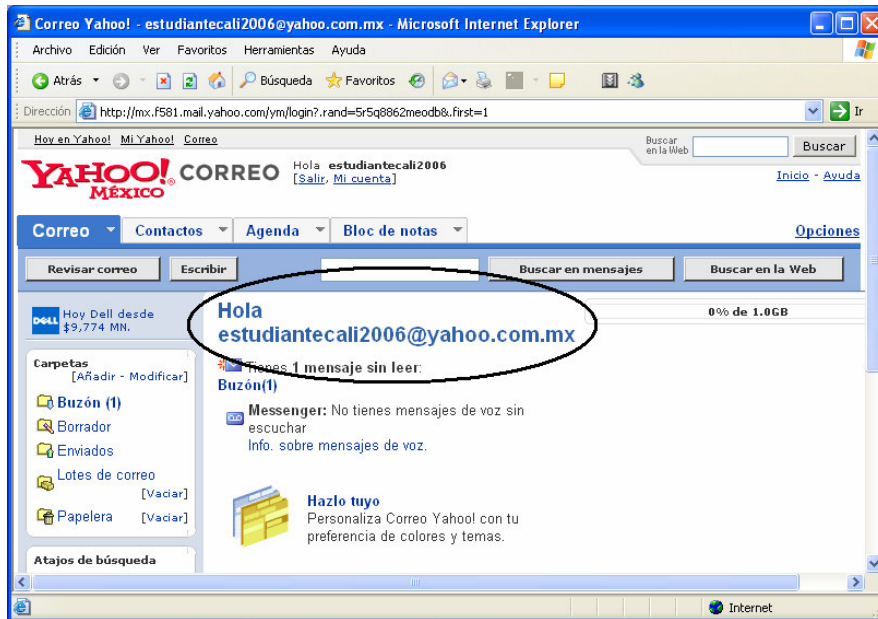 Correo Yahoo! - estudiantecali2006@yahoo.com.mx - Microsoft Internet Explorer
Archivo Edición Ver Favoritos Herramientas Ayuda
Atrás Búsqueda Favoritos
Dirección http://mx.f581.mail.yahoo.com/ym/login?.rand=5r5q8862meodb&.first=1 Ir
Hoy en Yahoo! Mi Yahoo! Correo
Buscar en la Web Buscar
YAHOO! MÉXICO CORREO
Hola estudiantecali2006
[Salir, Mi cuenta]
Inicio - Ayuda
Correo Contactos Agenda Bloc de notas Opciones
Revisar correo Escribir Buscar en mensajes Buscar en la Web
DELL Hoy Dell desde
$9,774 MN.
Hola
estudiantecali2006@yahoo.com.mx
0% de 1.0GB
Carpetas
[Añadir - Modificar]
Buzón (1)
Borrador
Enviados
Lotes de correo
[Vaciar]
Papelera [Vaciar]
Atajos de búsqueda
Tienes 1 mensaje sin leer:
Buzón(1)
Messenger: No tienes mensajes de voz sin
escuchar
Info. sobre mensajes de voz.
Hazlo tuyo
Personaliza Correo Yahoo! con tu
preferencia de colores y temas.
Internet